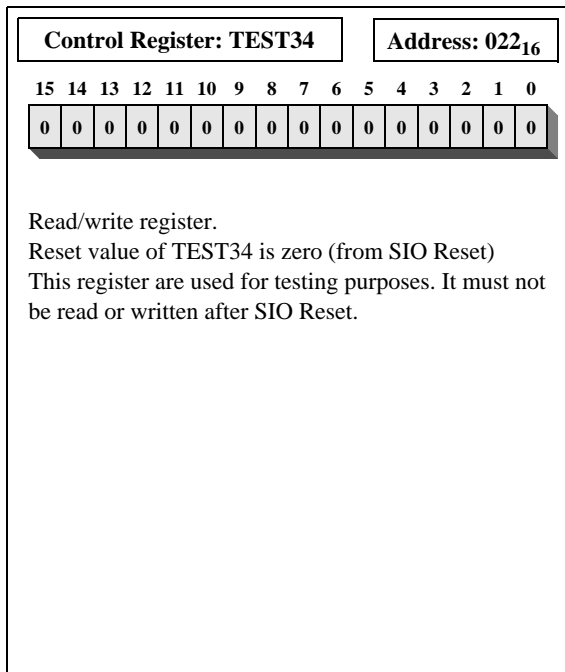 Control Register: TEST34 Address: 022₁₆
15 14 13 12 11 10 9 8 7 6 5 4 3 2 1 0
0 0 0 0 0 0 0 0 0 0 0 0 0 0 0 0
Read/write register.
Reset value of TEST34 is zero (from SIO Reset)
This register are used for testing purposes. It must not
be read or written after SIO Reset.